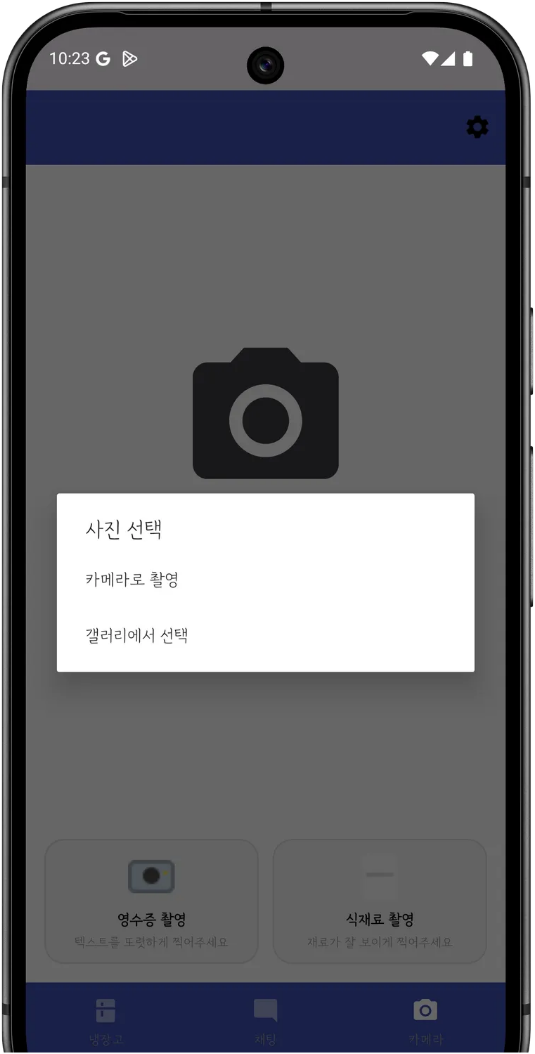 10:23
사진 선택
카메라로 촬영
갤러리에서 선택
영수증 촬영
식재료 촬영
텍스트를 또렷하게 찍어주세요
재료가 잘 보이게 찍어주세요
냉장고
채팅
카메라